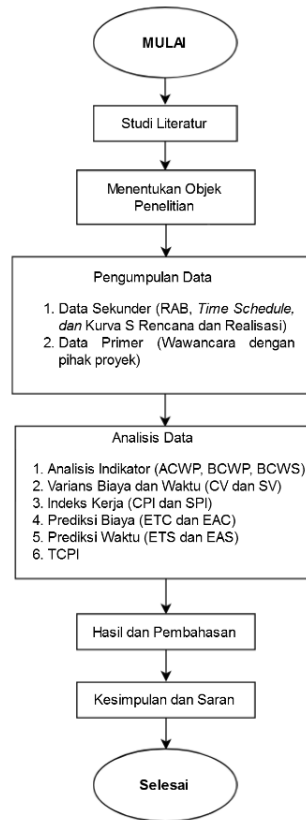 MULAI
Studi Literatur
Menentukan Objek
Penelitian
Pengumpulan Data
1. Data Sekunder (RAB, Time Schedule,
dan Kurva S Rencana dan Realisasi)
2. Data Primer (Wawancara dengan
pihak proyek)
Analisis Data
1. Analisis Indikator (ACWP, BCWP, BCWS)
2. Varians Biaya dan Waktu (CV dan SV)
3. Indeks Kerja (CPI dan SPI)
4. Prediksi Biaya (ETC dan EAC)
5. Prediksi Waktu (ETS dan EAS)
6. TCPI
Hasil dan Pembahasan
Kesimpulan dan Saran
Selesai